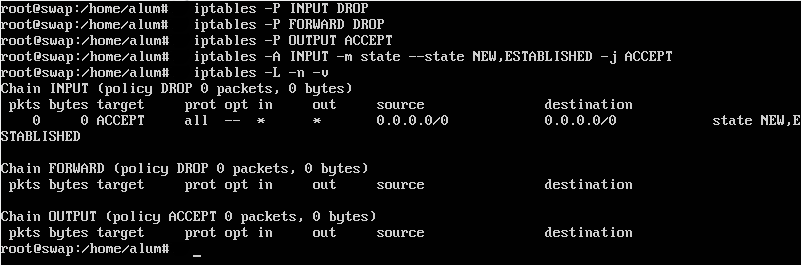 root@swap:/home/alum#   iptables -P INPUT DROP
root@swap:/home/alum#   iptables -P FORWARD DROP
root@swap:/home/alum#   iptables -P OUTPUT ACCEPT
root@swap:/home/alum#   iptables -A INPUT -m state --state NEW,ESTABLISHED -j ACCEPT
root@swap:/home/alum#   iptables -L -n -v
Chain INPUT (policy DROP 0 packets, 0 bytes)
 pkts bytes target     prot opt in     out     source               destination
    0     0 ACCEPT     all  --  *      *       0.0.0.0/0            0.0.0.0/0            state NEW,E
STABLISHED
Chain FORWARD (policy DROP 0 packets, 0 bytes)
 pkts bytes target     prot opt in     out     source               destination
Chain OUTPUT (policy ACCEPT 0 packets, 0 bytes)
 pkts bytes target     prot opt in     out     source               destination
root@swap:/home/alum#   _